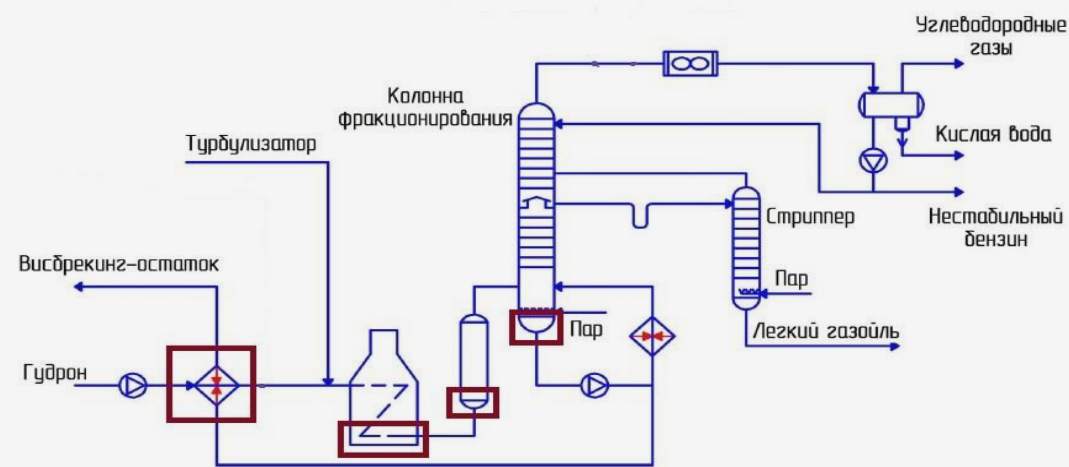 Углеводородные
газы
Колонна
фракционирования
Турбулизатор
Кислая вода
Стриппер
Нестабильный
бензин
Висбрекинг-остаток
Пар
Пар
Легкий газойль
Гудрон